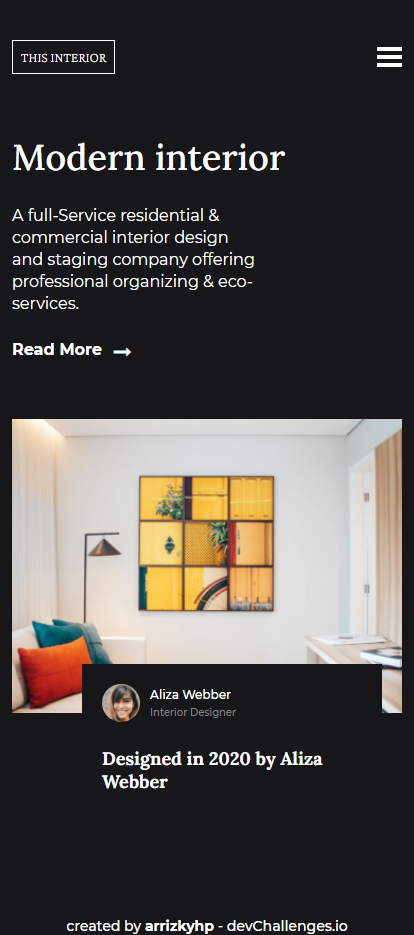 THIS INTERIOR
Modern interior
A full-Service residential &
commercial interior design
and staging company offering
professional organizing & eco-
services.
Read More
Aliza Webber
Interior Designer
Designed in 2020 by Aliza
Webber
created by arrizkyhp - devChallenges.io